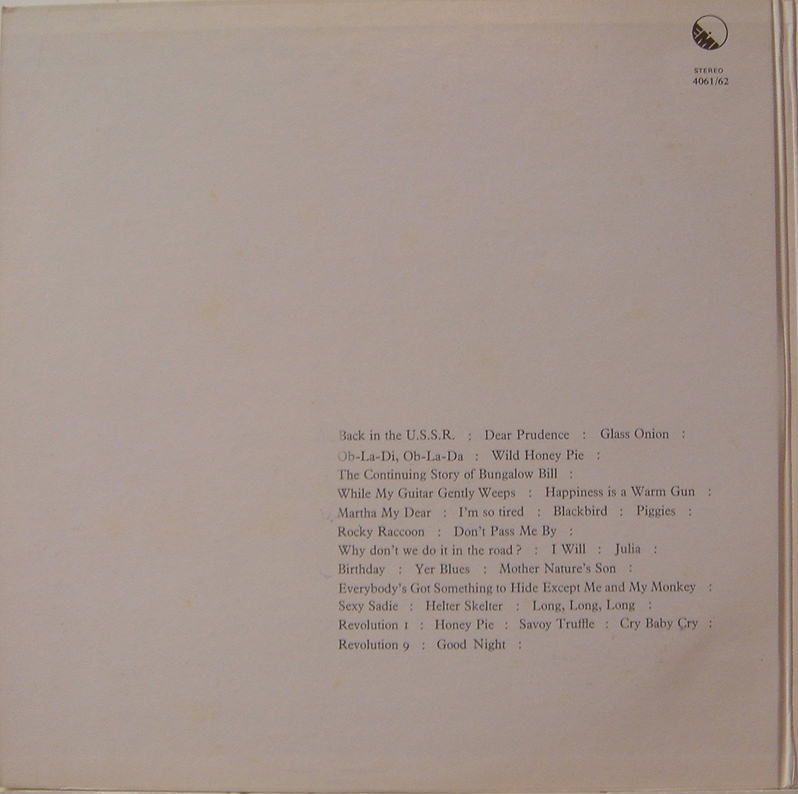 EMI
STEREO
4061/62
Back in the U.S.S.R. : Dear Prudence : Glass Onion :
Ob-La-Di, Ob-La-Da : Wild Honey Pie :
The Continuing Story of Bungalow Bill :
While My Guitar Gently Weeps : Happiness is a Warm Gun :
Martha My Dear : I'm so tired : Blackbird : Piggies :
Rocky Raccoon : Don't Pass Me By :
Why don't we do it in the road? : I Will : Julia :
Birthday : Yer Blues : Mother Nature's Son :
Everybody's Got Something to Hide Except Me and My Monkey :
Sexy Sadie : Helter Skelter : Long, Long, Long :
Revolution 1 : Honey Pie : Savoy Truffle : Cry Baby Cry :
Revolution 9 : Good Night :